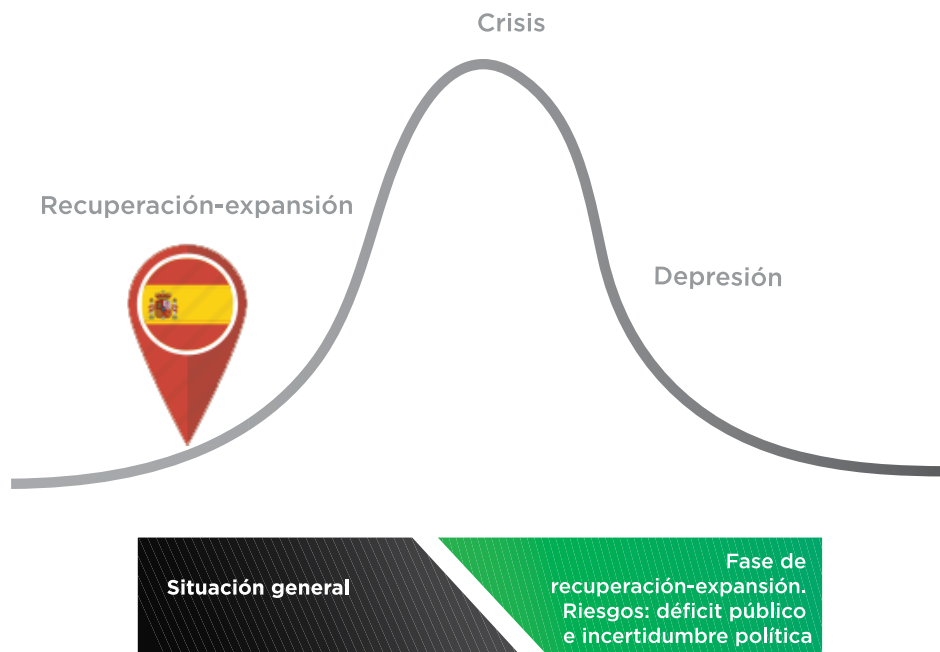 Crisis
Recuperación-expansión
Depresión
Situación general
Fase de
recuperación-expansión.
Riesgos: déficit público
e incertidumbre política